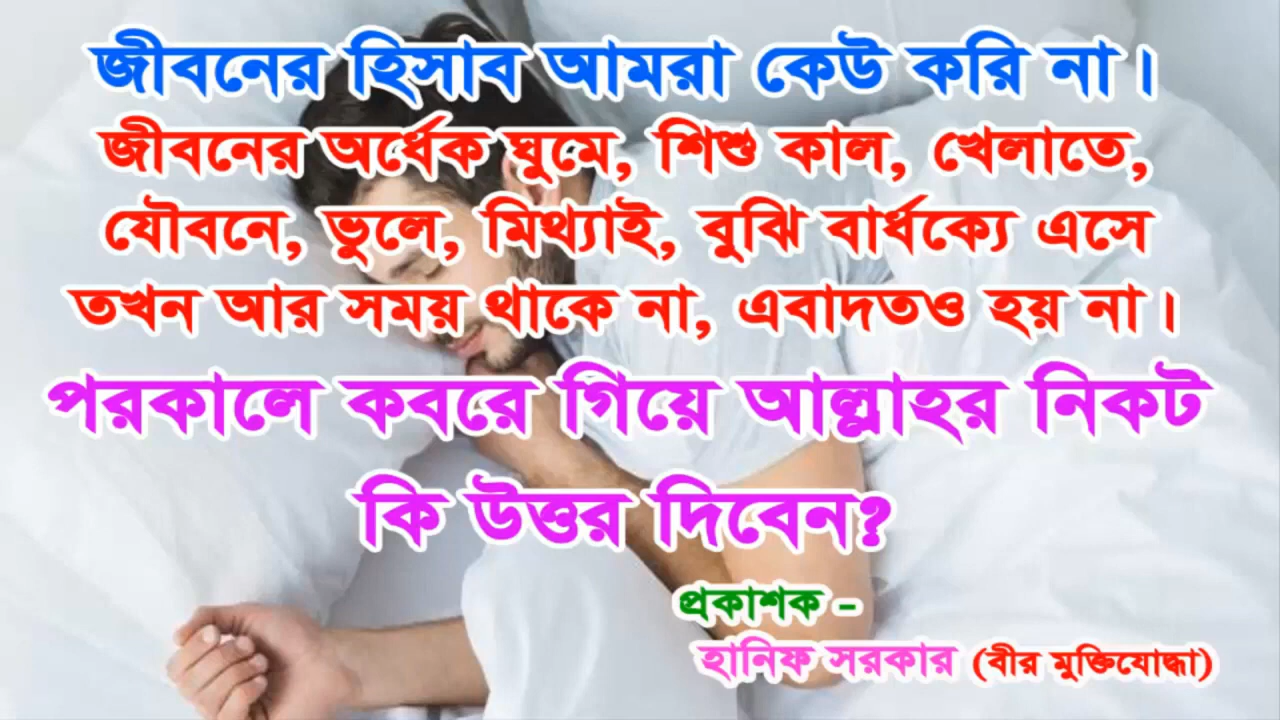 জীবনের হিসাব আমরা কেউ করি না।
জীবনের অর্ধেক ঘুমে, শিশু কাল, খেলাতে,
যৌবনে, ভুলে, মিথ্যাই, বুঝি বার্ধক্যে এসে
তখন আর সময় থাকে না, এবাদতও হয় না।
পরকালে কবরে গিয়ে আল্লাহর নিকট
কি উত্তর দিবেন?
প্রকাশক -
হানিফ সরকার (বীর মুক্তিযোদ্ধা)